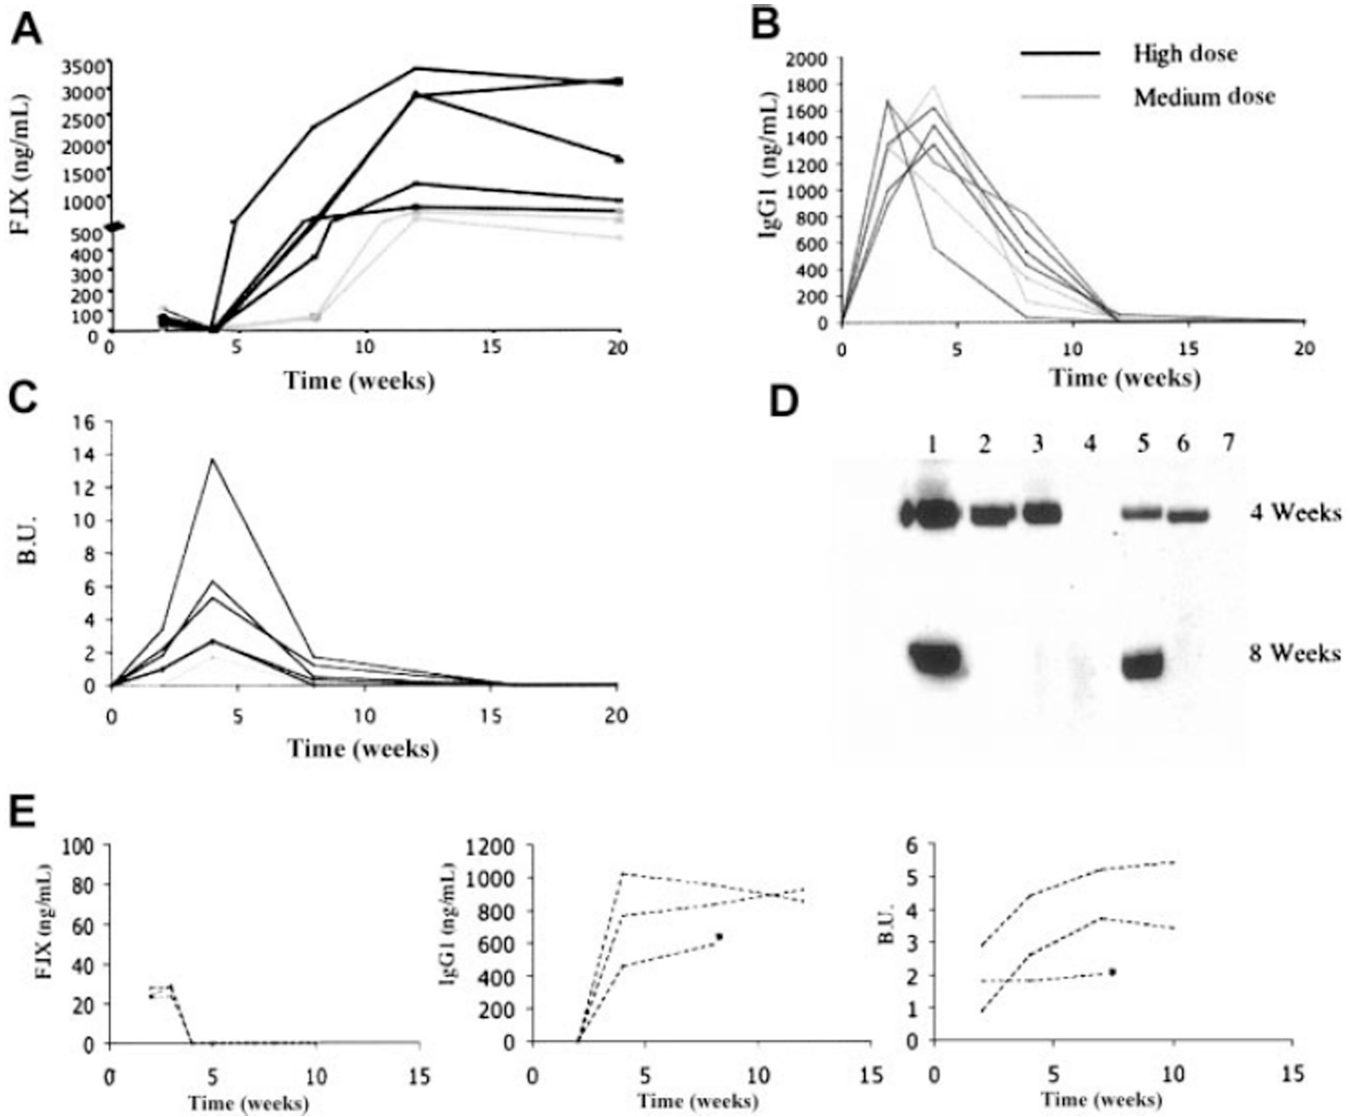 A
3500
3000
2500
2000
1500
1000
500
400
300
200
100
0
F.IX (ng/mL)
0 5 10 15 20
Time (weeks)
B
High dose
Medium dose
2000
1800
1600
1400
1200
1000
800
600
400
200
0
IgG1 (ng/mL)
0 5 10 15 20
Time (weeks)
C
16
14
12
10
8
6
4
2
0
B.U.
0 5 10 15 20
Time (weeks)
D
1 2 3 4 5 6 7
4 Weeks
8 Weeks
E
100
80
60
40
20
0
F.IX (ng/mL)
0 5 10 15
Time (weeks)
1200
1000
800
600
400
200
0
IgG1 (ng/mL)
0 5 10 15
Time (weeks)
6
5
4
3
2
1
0
B.U.
0 5 10 15
Time (weeks)